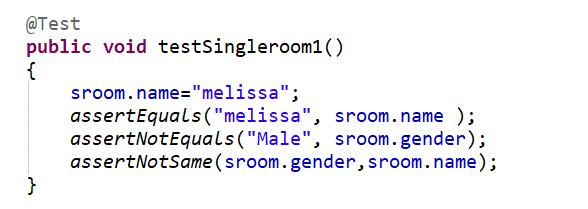 @Test
public void testSingleroom1()
{
sroom.name="melissa";
assertEquals("melissa", sroom.name );
assertNotEquals("Male", sroom.gender);
assertNotSame(sroom.gender,sroom.name);
}